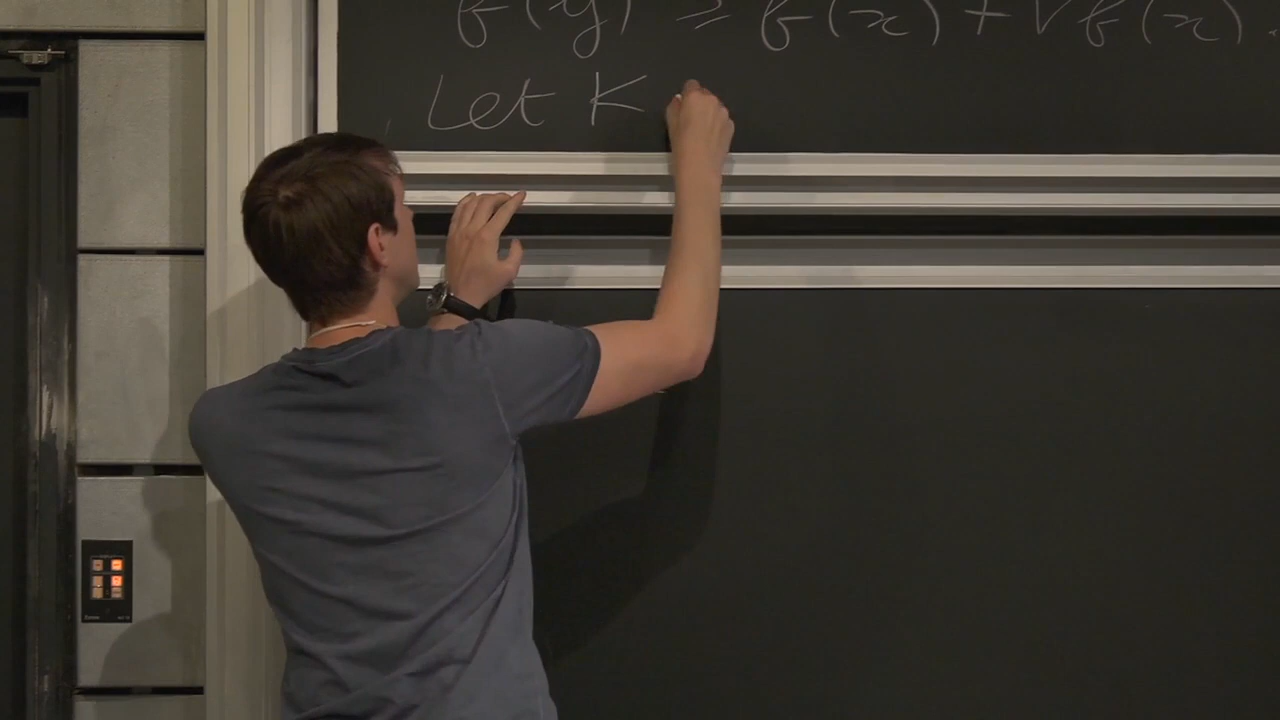 f(y) ≥ f(x) + ∇f(x).
Let K